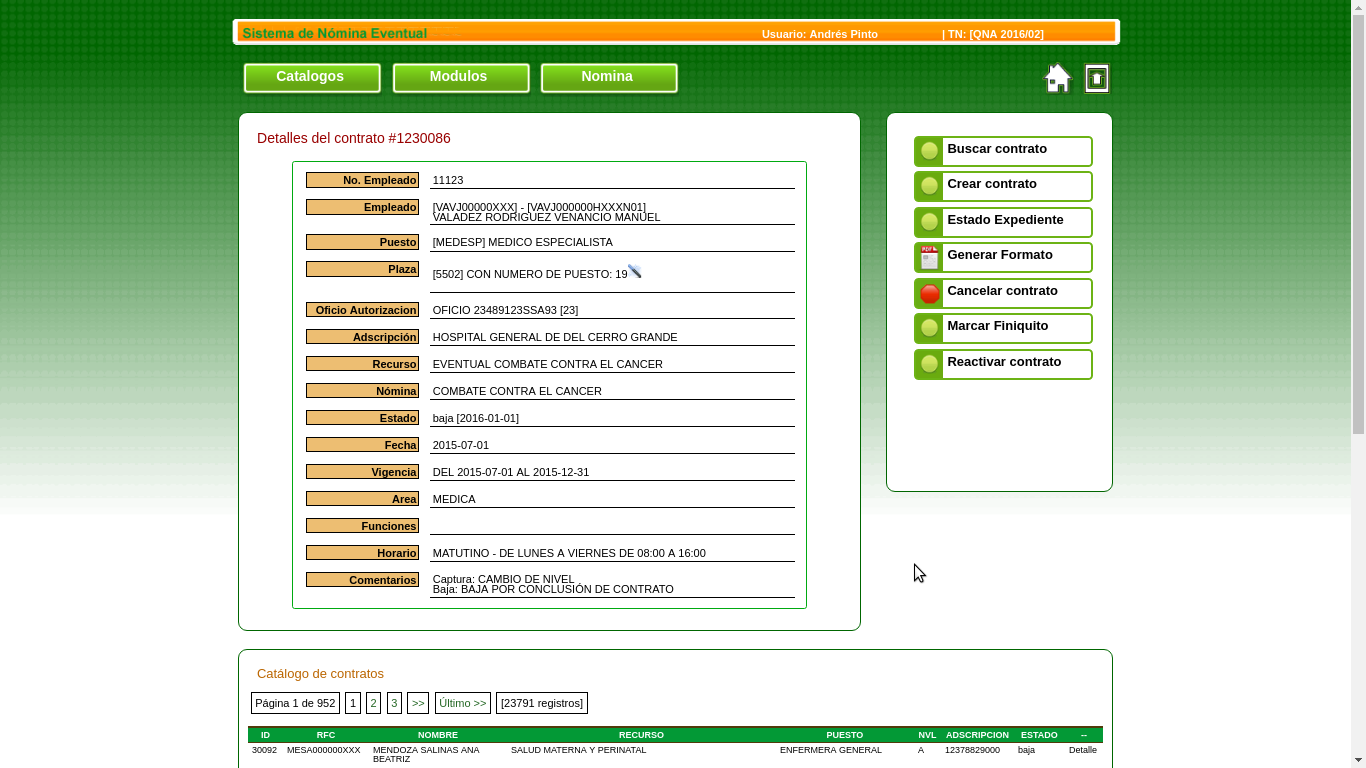 Sistema de Nómina Eventual
Usuario: Andrés Pinto | TN: [QNA 2016/02]
Catalogos Modulos Nomina
Detalles del contrato #1230086
No. Empleado 11123
Empleado [VAVJ00000XXX] - [VAVJ000000HXXXN01]
VALADEZ RODRIGUEZ VENANCIO MANUEL
Puesto [MEDESP] MEDICO ESPECIALISTA
Plaza [5502] CON NUMERO DE PUESTO: 19
Oficio Autorizacion OFICIO 23489123SSA93 [23]
Adscripción HOSPITAL GENERAL DE DEL CERRO GRANDE
Recurso EVENTUAL COMBATE CONTRA EL CANCER
Nómina COMBATE CONTRA EL CANCER
Estado baja [2016-01-01]
Fecha 2015-07-01
Vigencia DEL 2015-07-01 AL 2015-12-31
Area MEDICA
Funciones
Horario MATUTINO - DE LUNES A VIERNES DE 08:00 A 16:00
Comentarios Captura: CAMBIO DE NIVEL
Baja: BAJA POR CONCLUSIÓN DE CONTRATO
Buscar contrato
Crear contrato
Estado Expediente
PDF Generar Formato
Cancelar contrato
Marcar Finiquito
Reactivar contrato
Catálogo de contratos
Página 1 de 952 1 2 3 >> Último >> [23791 registros]
ID RFC NOMBRE RECURSO PUESTO NVL ADSCRIPCION ESTADO --
30092 MESA000000XXX MENDOZA SALINAS ANA SALUD MATERNA Y PERINATAL ENFERMERA GENERAL A 12378829000 baja Detalle
BEATRIZ